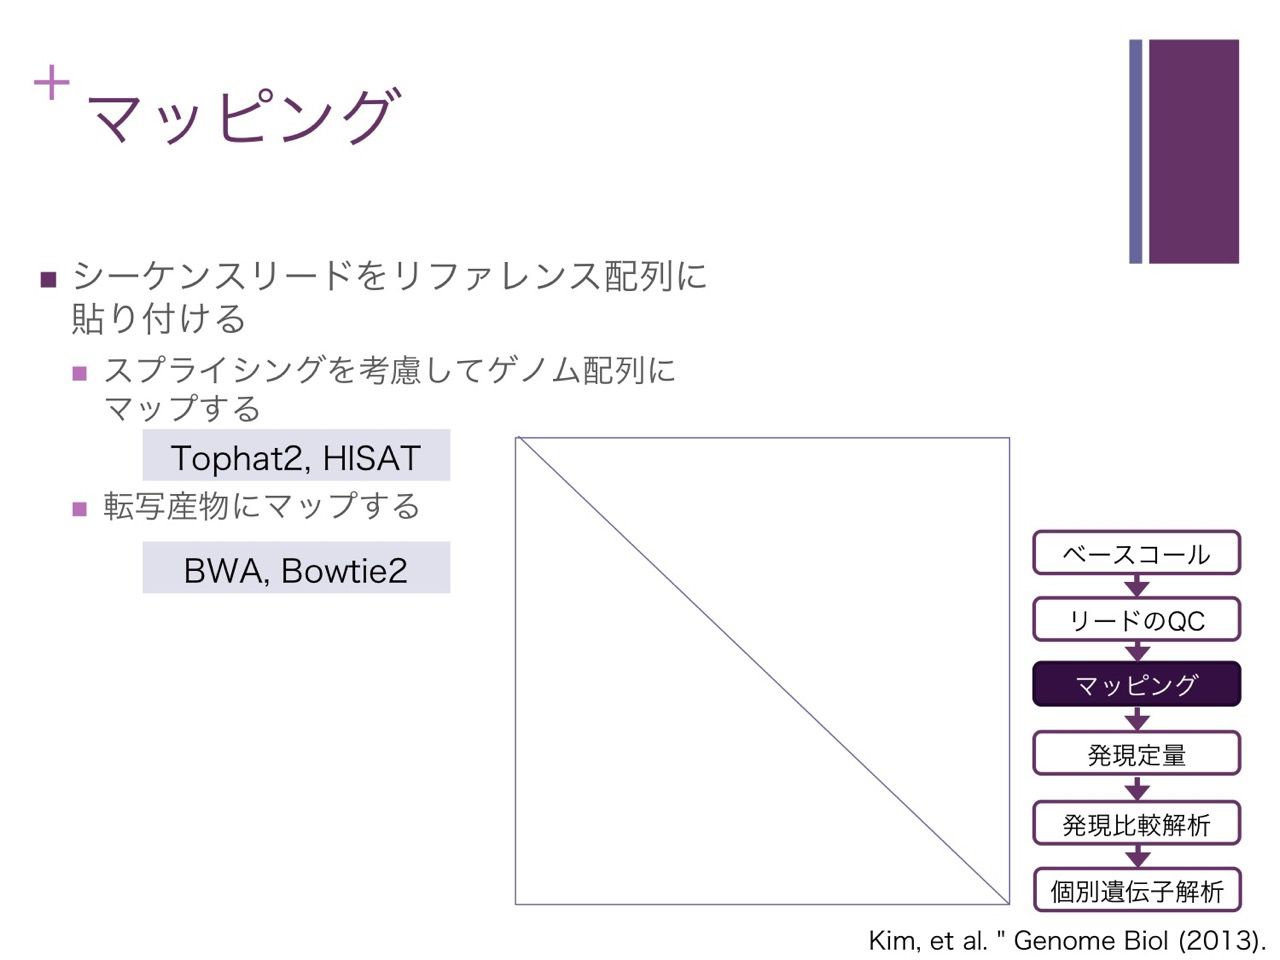 +
マッピング
■ シーケンスリードをリファレンス配列に
貼り付ける
■ スプライシングを考慮してゲノム配列に
マップする
Tophat2, HISAT
■ 転写産物にマップする
BWA, Bowtie2
ベースコール
リードのQC
マッピング
発現定量
発現比較解析
個別遺伝子解析
Kim, et al. " Genome Biol (2013).